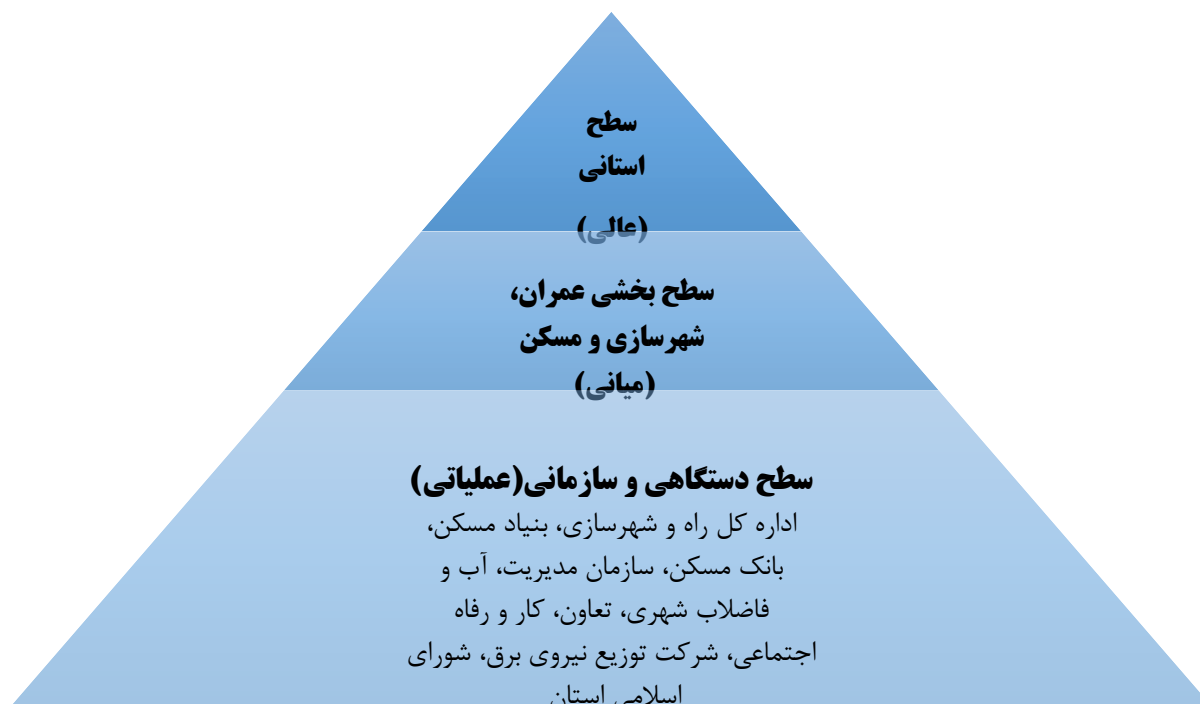 سطح
استانی
(عالی)
سطح بخشی عمران،
شهرسازی و مسکن
(میانی)
سطح دستگاهی و سازمانی(عملیاتی)
اداره کل راه و شهرسازی، بنیاد مسکن،
بانک مسکن، سازمان مدیریت، آب و
فاضلاب شهری، تعاون، کار و رفاه
اجتماعی، شرکت توزیع نیروی برق، شورای
اسلامی استان